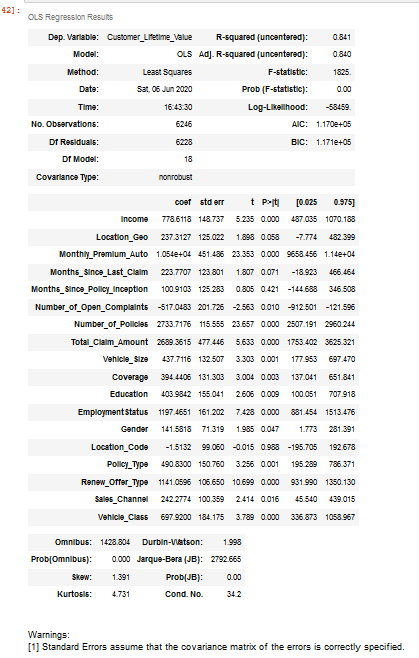 42]:
OLS Regression Results
Dep. Variable: Customer_Lifetime_Value R-squared (uncentered): 0.841
Model: OLS Adj. R-squared (uncentered): 0.840
Method: Least Squares F-statistic: 1825.
Date: Sat, 06 Jun 2020 Prob (F-statistic): 0.00
Time: 16:43:30 Log-Likelihood: -58459.
No. Observations: 6246 AIC: 1.170e+05
Df Residuals: 6228 BIC: 1.171e+05
Df Model: 18
Covariance Type: nonrobust
coef std err t P>|t| [0.025 0.975]
Income 778.6118 148.737 5.235 0.000 487.035 1070.188
Location_Geo 237.3127 125.022 1.898 0.058 -7.774 482.399
Monthly_Premium_Auto 1.054e+04 451.486 23.353 0.000 9658.456 1.14e+04
Months_Since_Last_Claim 223.7707 123.801 1.807 0.071 -18.923 466.464
Months_Since_Policy_Inception 100.9103 125.283 0.805 0.421 -144.688 346.508
Number_of_Open_Complaints -517.0483 201.726 -2.563 0.010 -912.501 -121.596
Number_of_Policies 2733.7176 115.555 23.657 0.000 2507.191 2960.244
Total_Claim_Amount 2689.3615 477.446 5.633 0.000 1753.402 3625.321
Vehicle_Size 437.7116 132.507 3.303 0.001 177.953 697.470
Coverage 394.4406 131.303 3.004 0.003 137.041 651.841
Education 403.9842 155.041 2.606 0.009 100.051 707.918
EmploymentStatus 1197.4651 161.202 7.428 0.000 881.454 1513.476
Gender 141.5818 71.319 1.985 0.047 1.773 281.391
Location_Code -1.5132 99.060 -0.015 0.988 -195.705 192.678
Policy_Type 490.8300 150.760 3.256 0.001 195.289 786.371
Renew_Offer_Type 1141.0596 106.650 10.699 0.000 931.990 1350.130
Sales_Channel 242.2774 100.359 2.414 0.016 45.540 439.015
Vehicle_Class 697.9200 184.175 3.789 0.000 336.873 1058.967
Omnibus: 1428.804 Durbin-Watson: 1.998
Prob(Omnibus): 0.000 Jarque-Bera (JB): 2792.665
Skew: 1.391 Prob(JB): 0.00
Kurtosis: 4.731 Cond. No. 34.2
Warnings:
[1] Standard Errors assume that the covariance matrix of the errors is correctly specified.